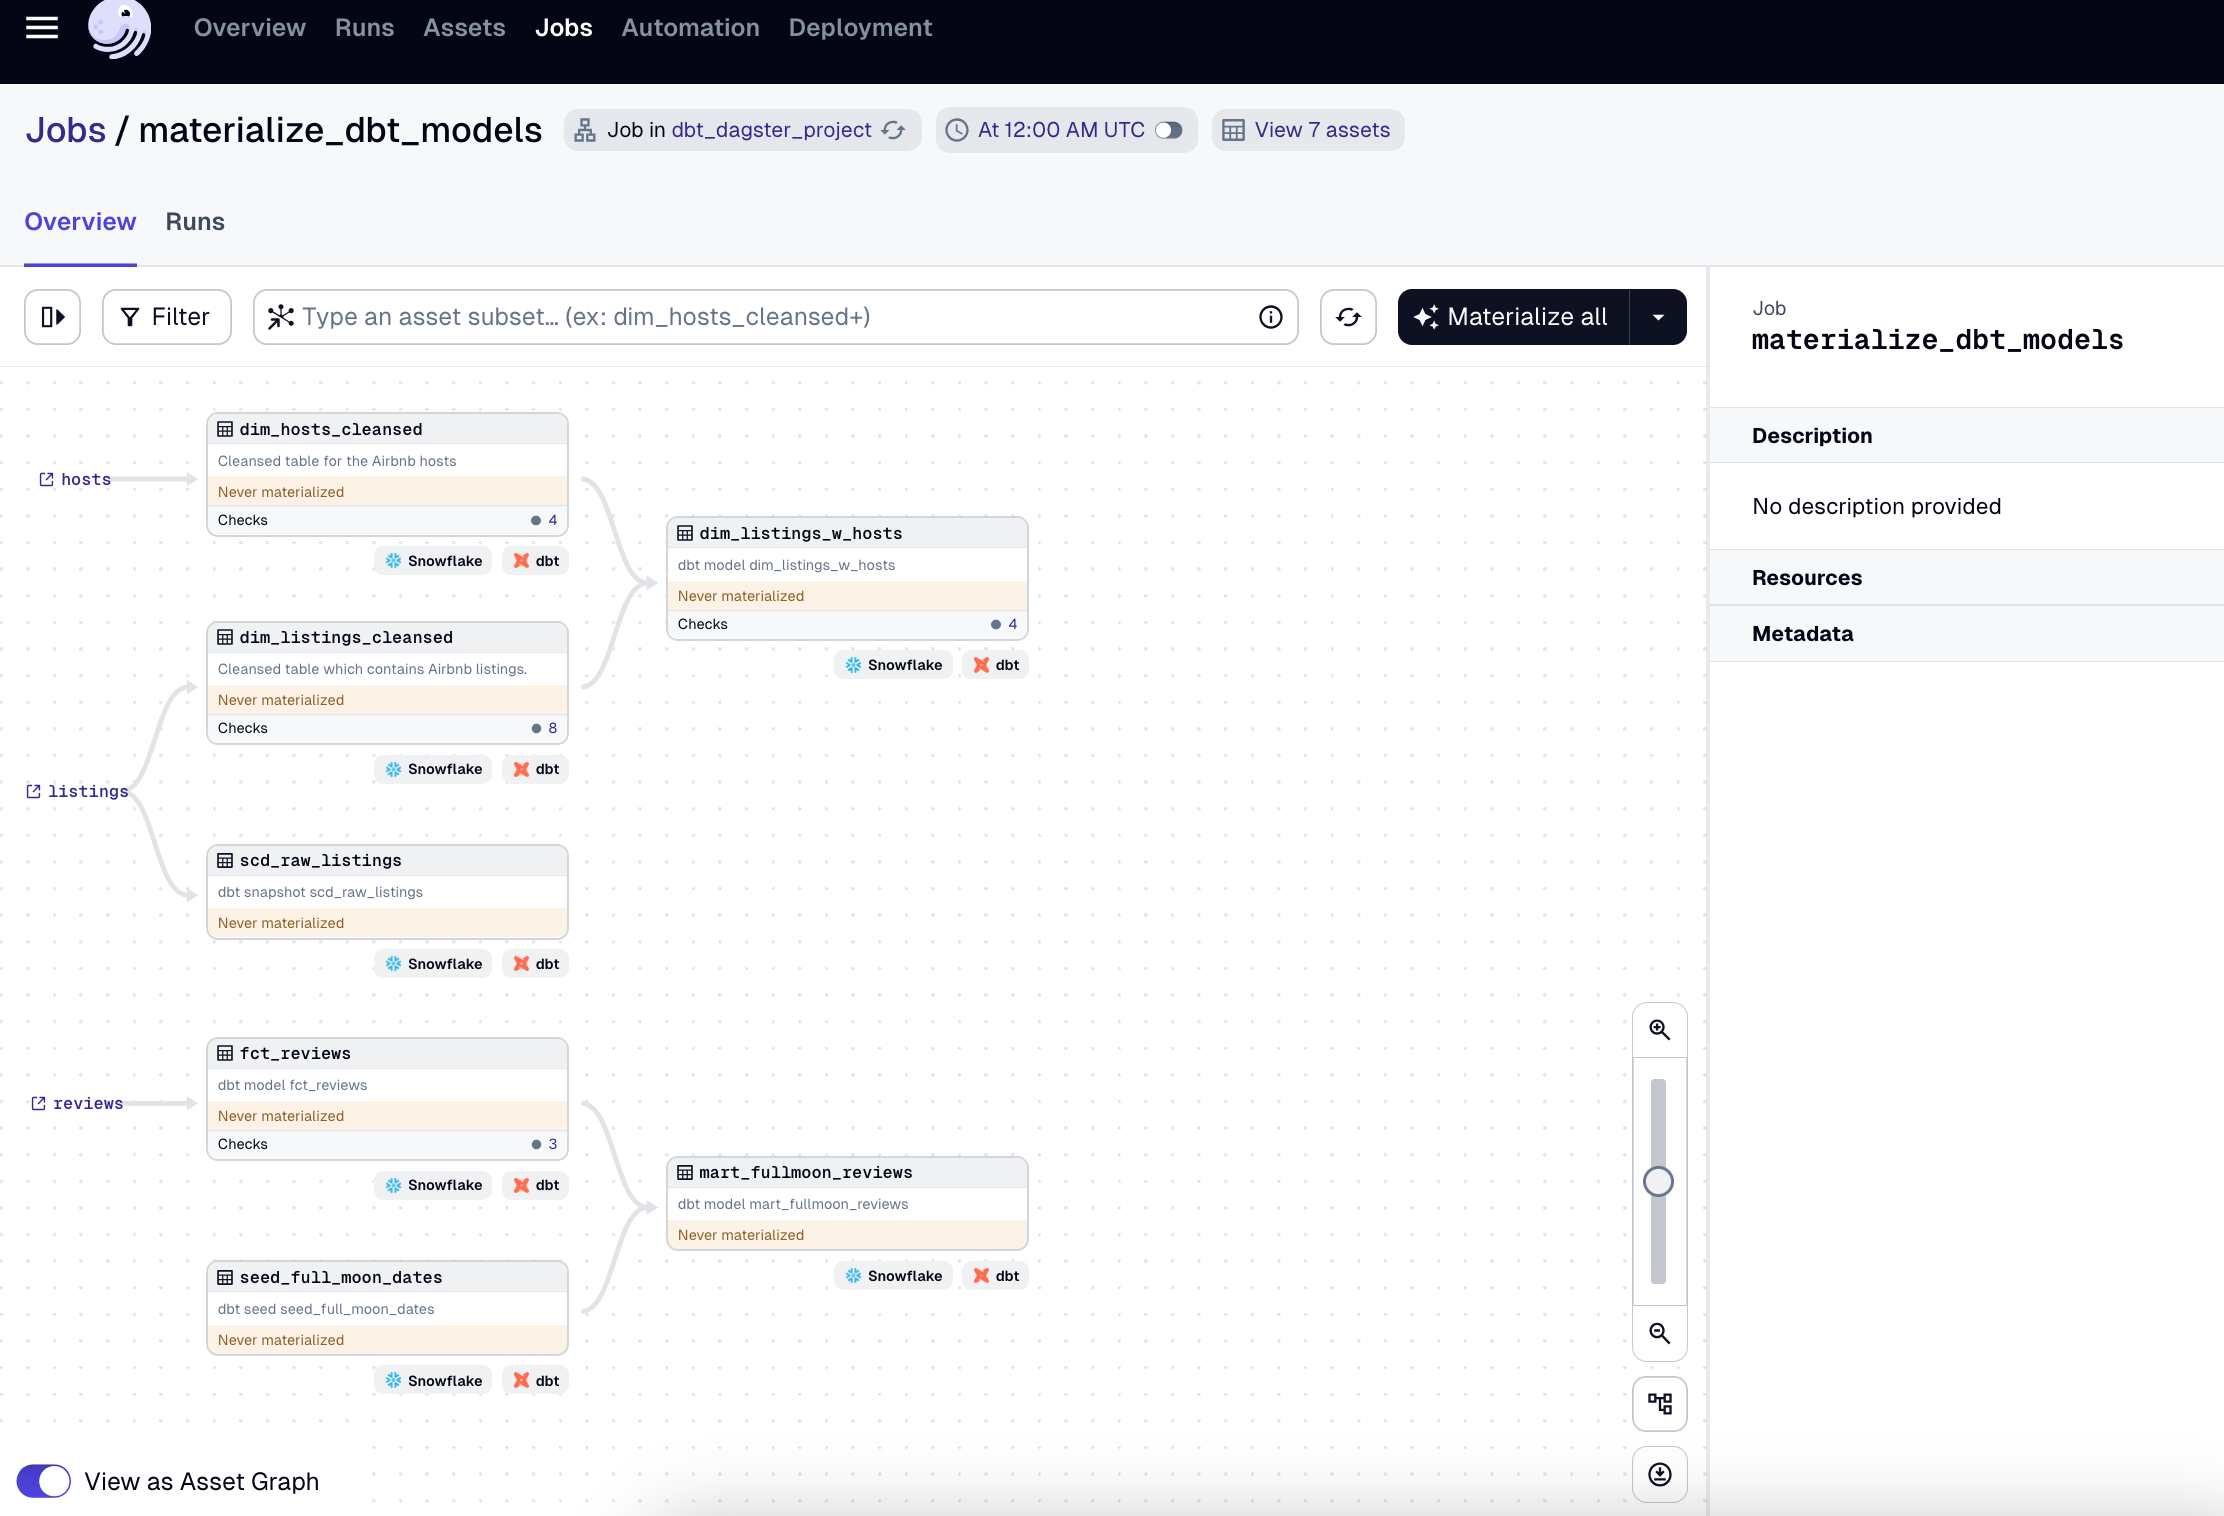 Overview Runs Assets Jobs Automation Deployment
Jobs / materialize_dbt_models Job in dbt_dagster_project At 12:00 AM UTC View 7 assets
Overview Runs
Filter Type an asset subset… (ex: dim_hosts_cleansed+) Materialize all
Job
materialize_dbt_models
Description
No description provided
Resources
Metadata
hosts
dim_hosts_cleansed
Cleansed table for the Airbnb hosts
Never materialized
Checks 4
Snowflake dbt
dim_listings_w_hosts
dbt model dim_listings_w_hosts
Never materialized
Checks 4
Snowflake dbt
dim_listings_cleansed
Cleansed table which contains Airbnb listings.
Never materialized
Checks 8
Snowflake dbt
listings
scd_raw_listings
dbt snapshot scd_raw_listings
Never materialized
Snowflake dbt
fct_reviews
dbt model fct_reviews
Never materialized
Checks 3
Snowflake dbt
reviews
mart_fullmoon_reviews
dbt model mart_fullmoon_reviews
Never materialized
Snowflake dbt
seed_full_moon_dates
dbt seed seed_full_moon_dates
Never materialized
Snowflake dbt
View as Asset Graph